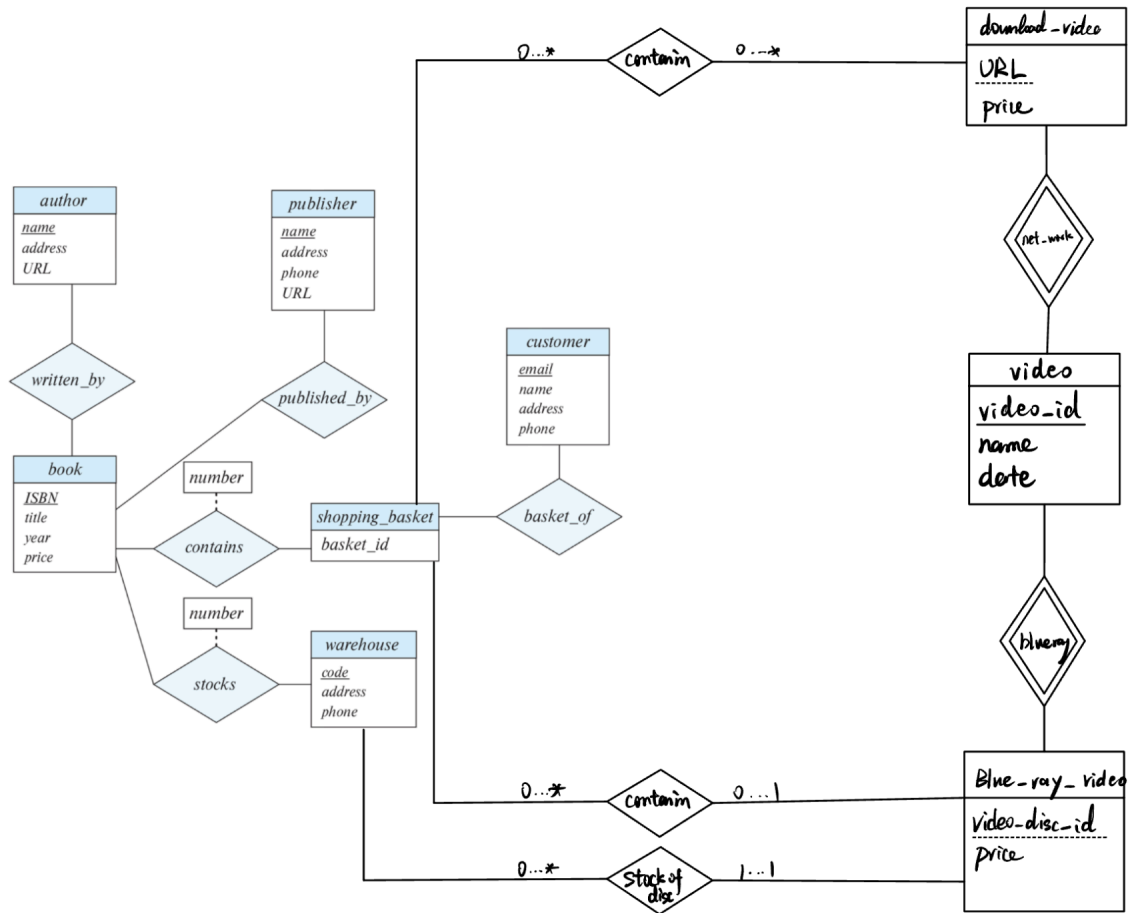 download_video
URL
price
0...*
contain
0...*
net_work
author
name
address
URL
publisher
name
address
phone
URL
customer
email
name
address
phone
video
video_id
name
date
written_by
published_by
book
ISBN
title
year
price
number
contains
shopping_basket
basket_id
basket_of
number
stocks
warehouse
code
address
phone
blueray
Blue_ray_video
video_disc_id
price
0...*
contain
0...1
0...*
Stock of
disc
1...1